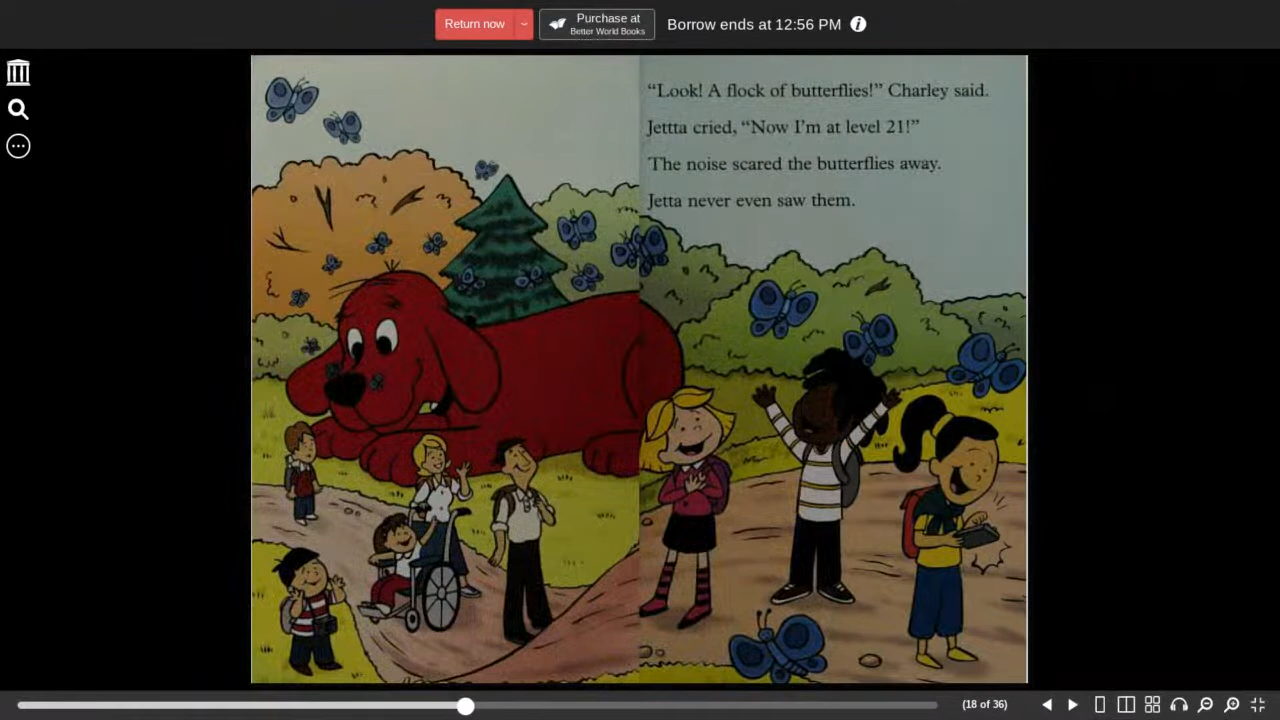 Return now
Purchase at
Better World Books
Borrow ends at 12:56 PM
“Look! A flock of butterflies!” Charley said.
Jettta cried, “Now I’m at level 21!”
The noise scared the butterflies away.
Jetta never even saw them.
(18 of 36)